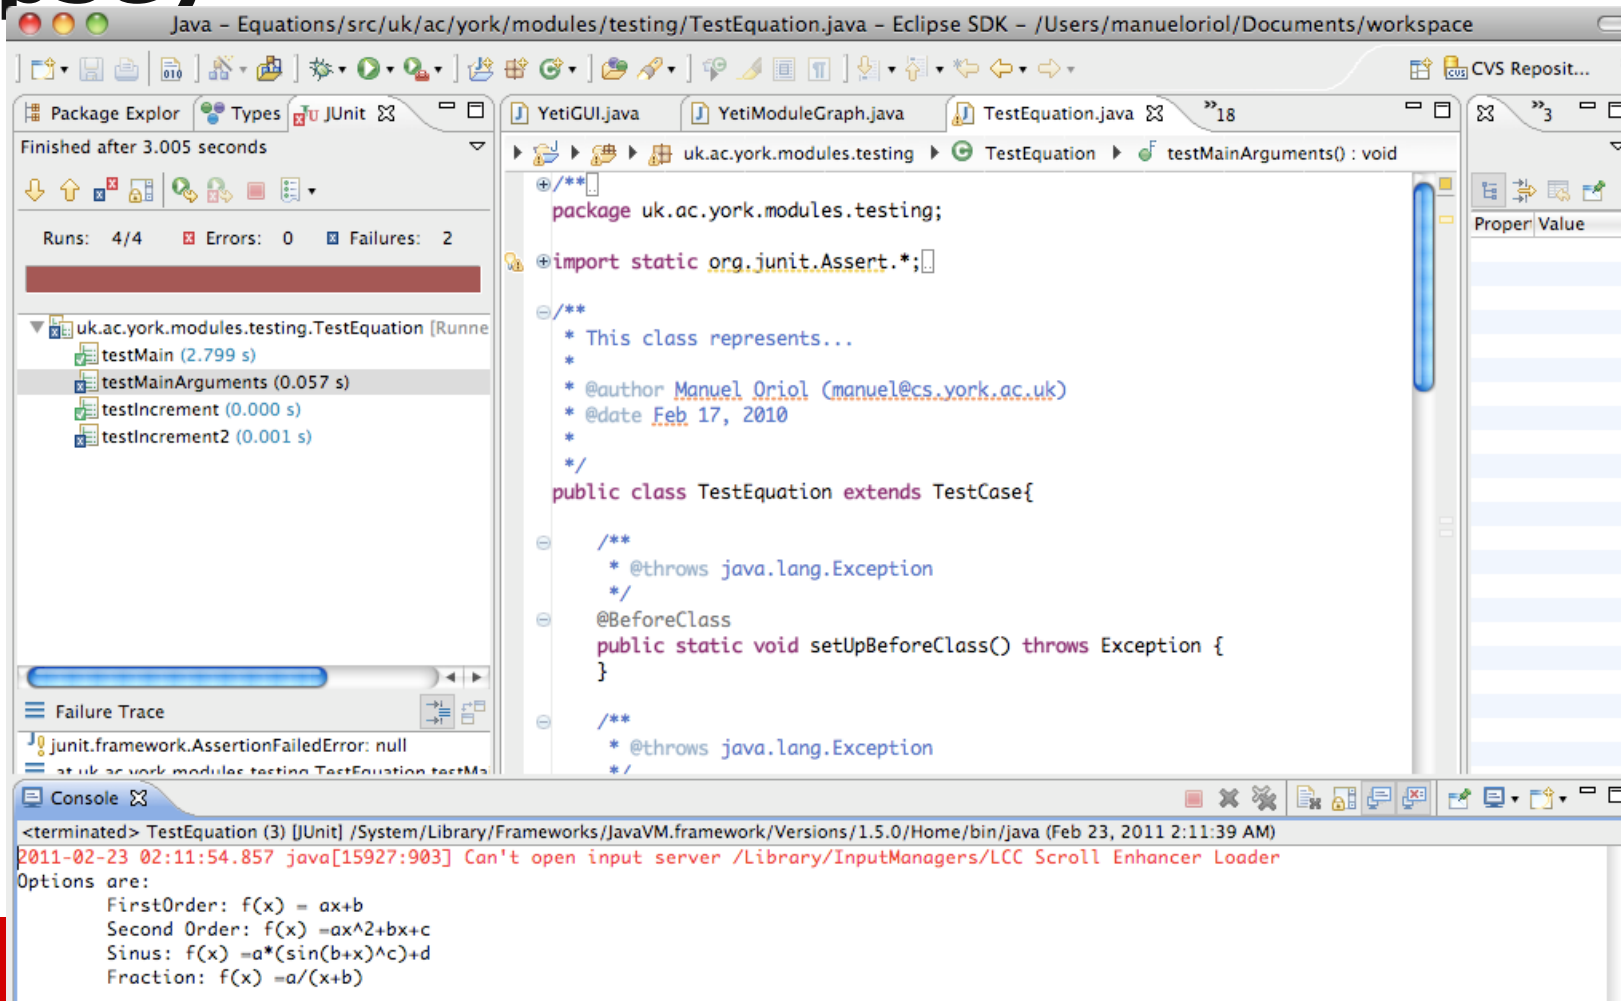 Java – Equations/src/uk/ac/york/modules/testing/TestEquation.java – Eclipse SDK – /Users/manueloriol/Documents/workspace
CVS Reposit...
Package Explor Types JUnit
YetiGUI.java YetiModuleGraph.java TestEquation.java »18
»3
Finished after 3.005 seconds
uk.ac.york.modules.testing TestEquation testMainArguments() : void
Runs: 4/4 Errors: 0 Failures: 2
uk.ac.york.modules.testing.TestEquation [Runne
testMain (2.799 s)
testMainArguments (0.057 s)
testIncrement (0.000 s)
testIncrement2 (0.001 s)
Failure Trace
junit.framework.AssertionFailedError: null
at uk.ac.york.modules.testing.TestEquation.testMa
/**
package uk.ac.york.modules.testing;
import static org.junit.Assert.*;
/**
* This class represents...
*
* @author Manuel Oriol (manuel@cs.york.ac.uk)
* @date Feb 17, 2010
*
*/
public class TestEquation extends TestCase{
/**
* @throws java.lang.Exception
*/
@BeforeClass
public static void setUpBeforeClass() throws Exception {
}
/**
* @throws java.lang.Exception
*/
Proper Value
Console
<terminated> TestEquation (3) [JUnit] /System/Library/Frameworks/JavaVM.framework/Versions/1.5.0/Home/bin/java (Feb 23, 2011 2:11:39 AM)
2011-02-23 02:11:54.857 java[15927:903] Can't open input server /Library/InputManagers/LCC Scroll Enhancer Loader
Options are:
FirstOrder: f(x) = ax+b
Second Order: f(x) =ax^2+bx+c
Sinus: f(x) =a*(sin(b+x)^c)+d
Fraction: f(x) =a/(x+b)